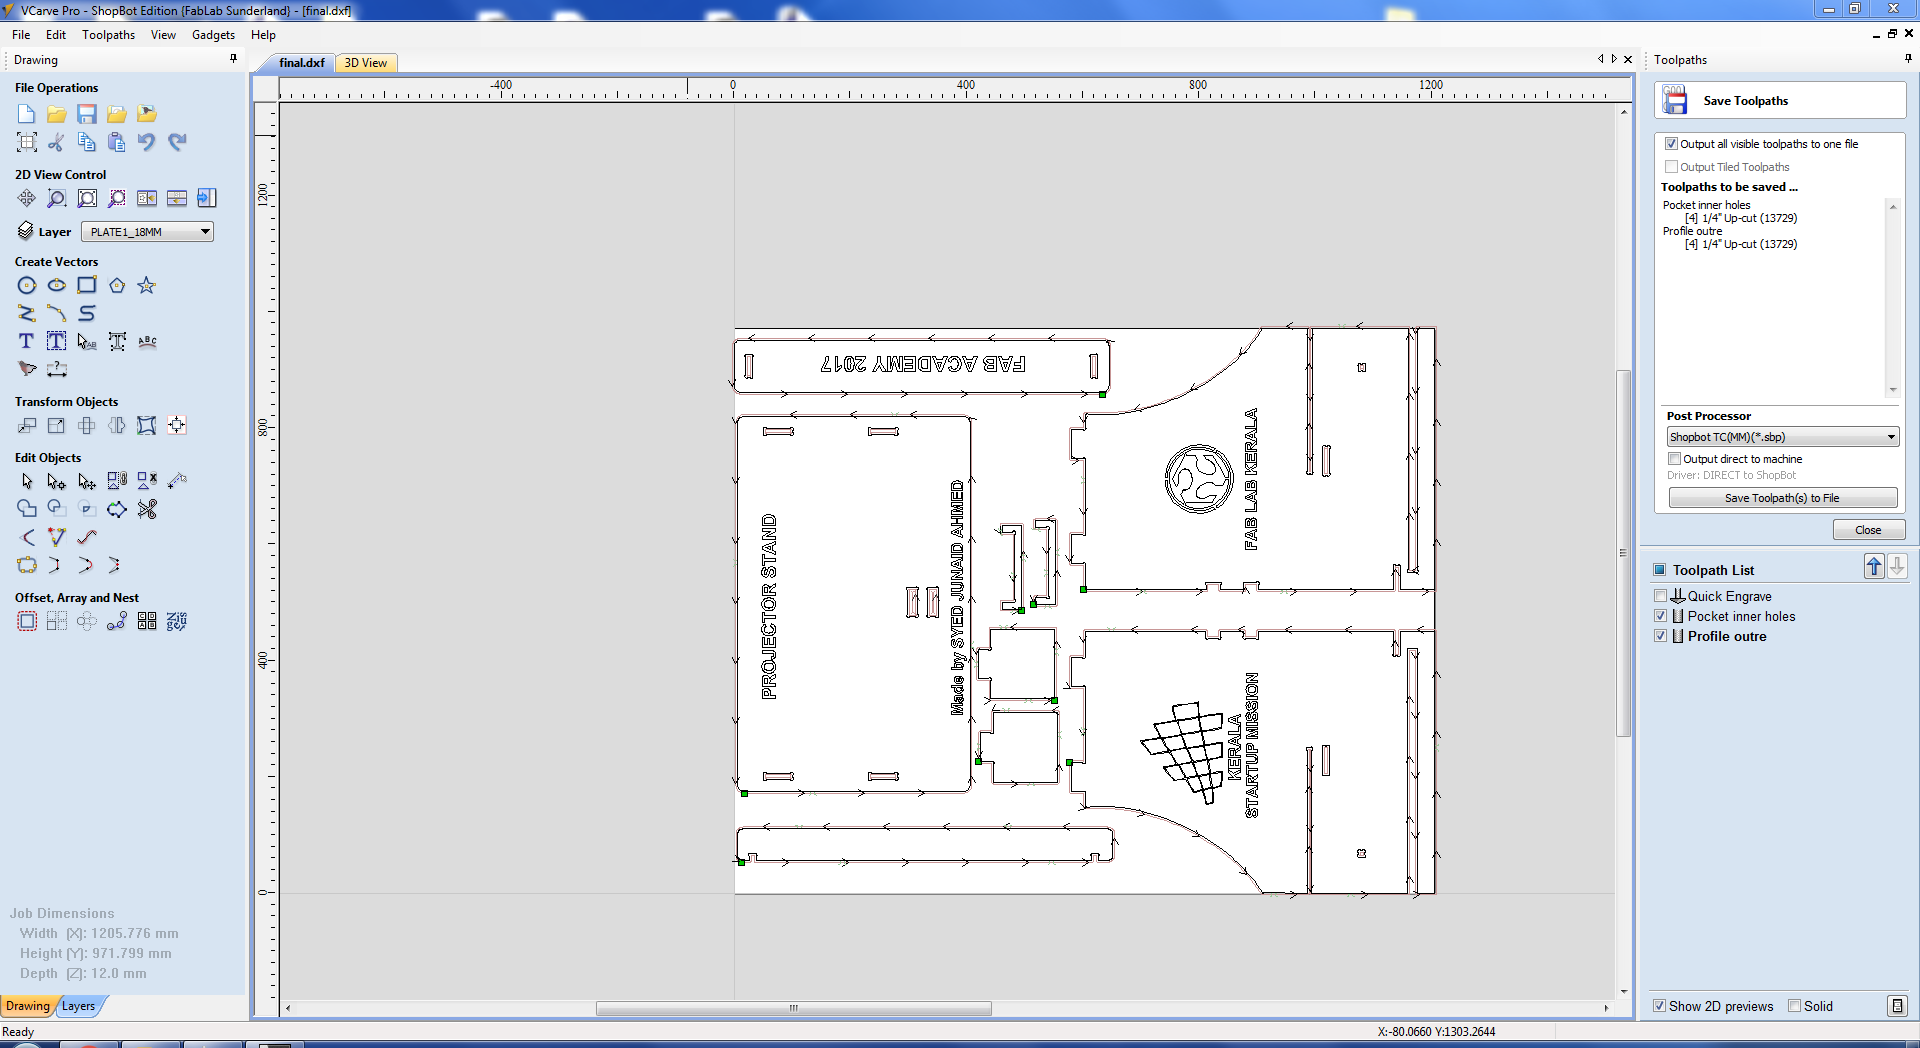 VCarve Pro - ShopBot Edition {FabLab Sunderland} - [final.dxf]
File Edit Toolpaths View Gadgets Help
Drawing
final.dxf 3D View
Toolpaths
File Operations
2D View Control
Layer PLATE1_18MM
Create Vectors
Transform Objects
Edit Objects
Offset, Array and Nest
Job Dimensions
Width (X): 1205.776 mm
Height (Y): 971.799 mm
Depth (Z): 12.0 mm
Drawing Layers
Ready
-400 0 400 800 1200
1200
800
400
0
FAB ACADEMY 2017
PROJECTOR STAND
Made by SYED JUNAID AHMED
FAB LAB KERALA
KERALA
STARTUP MISSION
Save Toolpaths
Output all visible toolpaths to one file
Output Tiled Toolpaths
Toolpaths to be saved ...
Pocket inner holes
[4] 1/4" Up-cut (13729)
Profile outre
[4] 1/4" Up-cut (13729)
Post Processor
Shopbot TC(MM)(*.sbp)
Output direct to machine
Driver: DIRECT to ShopBot
Save Toolpath(s) to File
Close
Toolpath List
Quick Engrave
Pocket inner holes
Profile outre
Show 2D previews Solid
X:-80.0660 Y:1303.2644